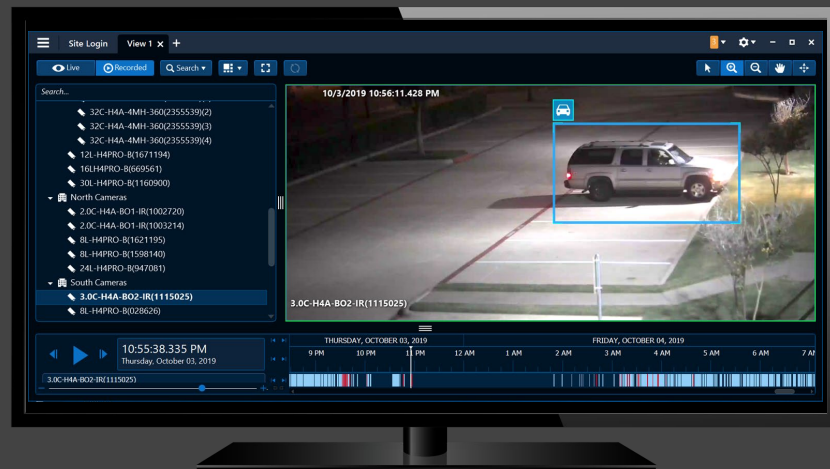 Site Login
View 1
Live
Recorded
Search
Search...
32C-H4A-4MH-360(2355539)(2)
32C-H4A-4MH-360(2355539)(3)
32C-H4A-4MH-360(2355539)(4)
12L-H4PRO-B(1671194)
16LH4PRO-B(669561)
30L-H4PRO-B(1160900)
North Cameras
2.0C-H4A-BO1-IR(1002720)
2.0C-H4A-BO1-IR(1003214)
8L-H4PRO-B(1621195)
8L-H4PRO-B(1598140)
24L-H4PRO-B(947081)
South Cameras
3.0C-H4A-BO2-IR(1115025)
8L-H4PRO-B(028626)
10/3/2019 10:56:11.428 PM
3.0C-H4A-BO2-IR(1115025)
10:55:38.335 PM
Thursday, October 03, 2019
3.0C-H4A-BO2-IR(1115025)
THURSDAY, OCTOBER 03, 2019
FRIDAY, OCTOBER 04, 2019
9 PM 10 PM 11 PM 12 AM 1 AM 2 AM 3 AM 4 AM 5 AM 6 AM 7 AM